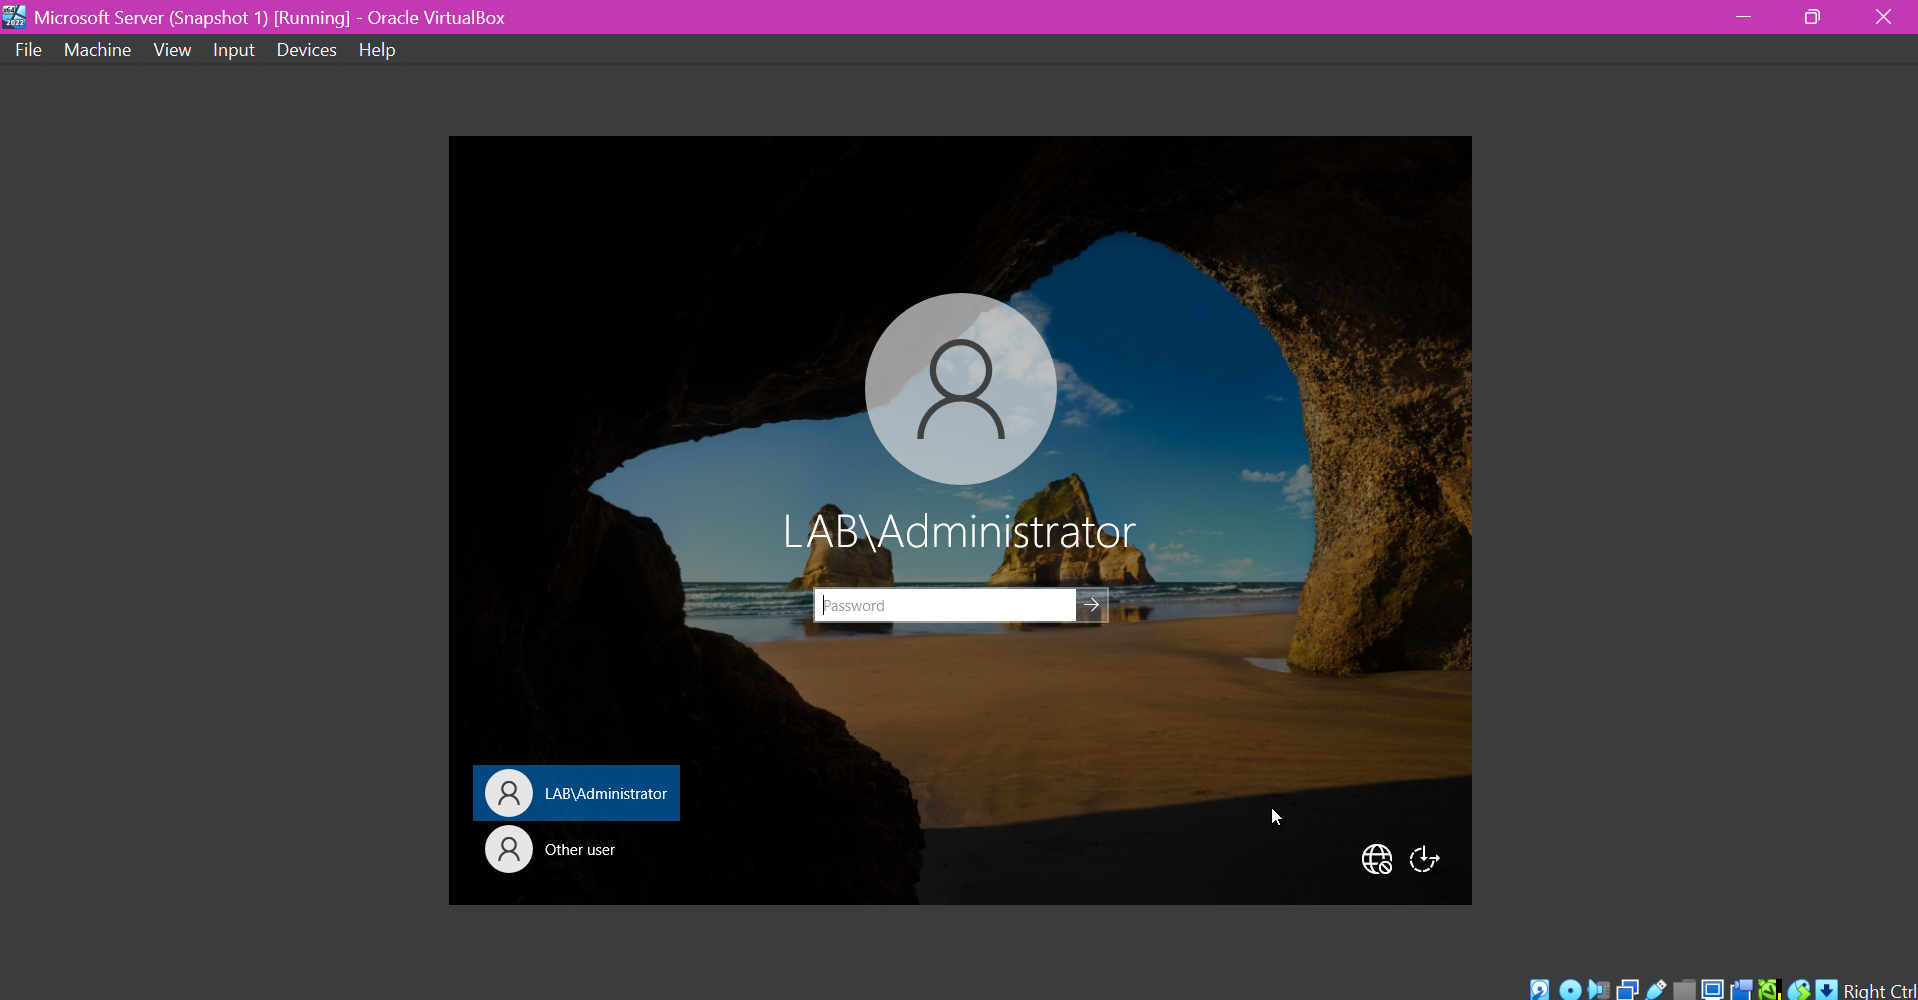 Microsoft Server (Snapshot 1) [Running] - Oracle VirtualBox
File Machine View Input Devices Help
LAB\Administrator
Password
LAB\Administrator
Other user
Right Ctrl